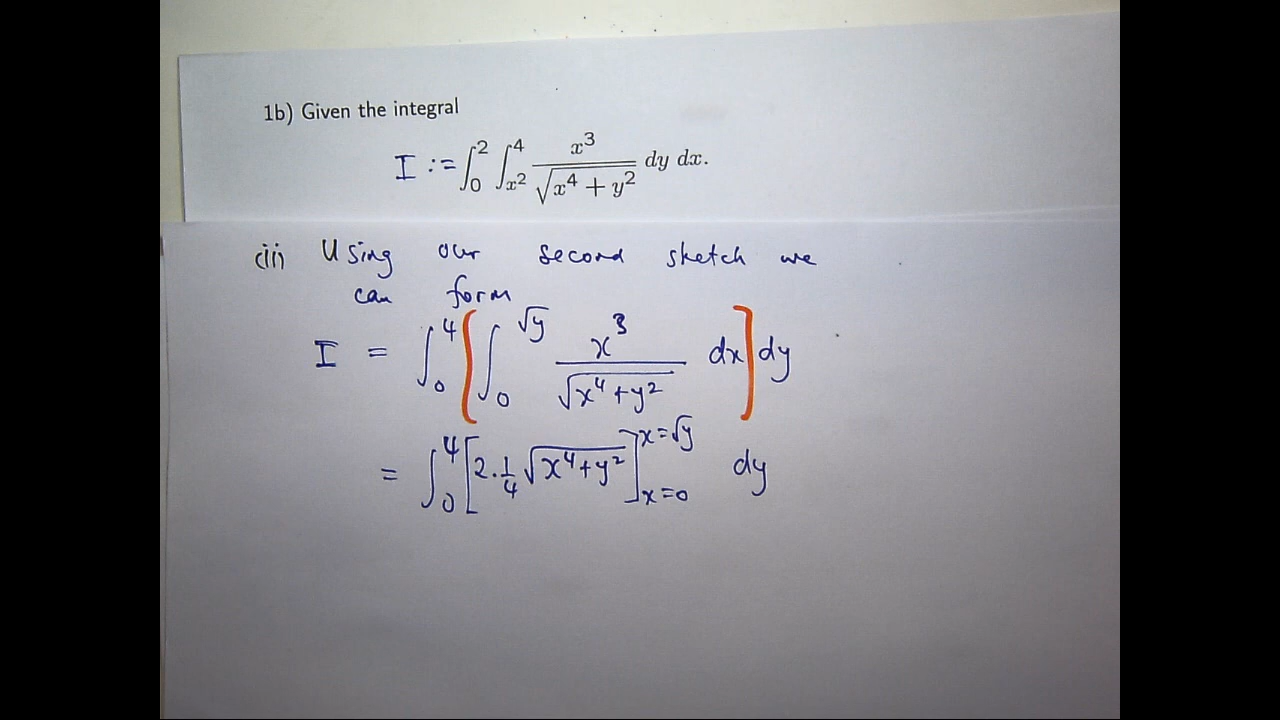 1b) Given the integral
I := ∫_0^2 ∫_{x^2}^4 x^3 / √(x^4 + y^2) dy dx.
(ii) Using our second sketch we
can form
I = ∫_0^4 [ ∫_0^{√y} x^3 / √(x^4 + y^2) dx ] dy
= ∫_0^4 [ 2 · 1/4 √(x^4 + y^2) ]_{x=0}^{x=√y} dy